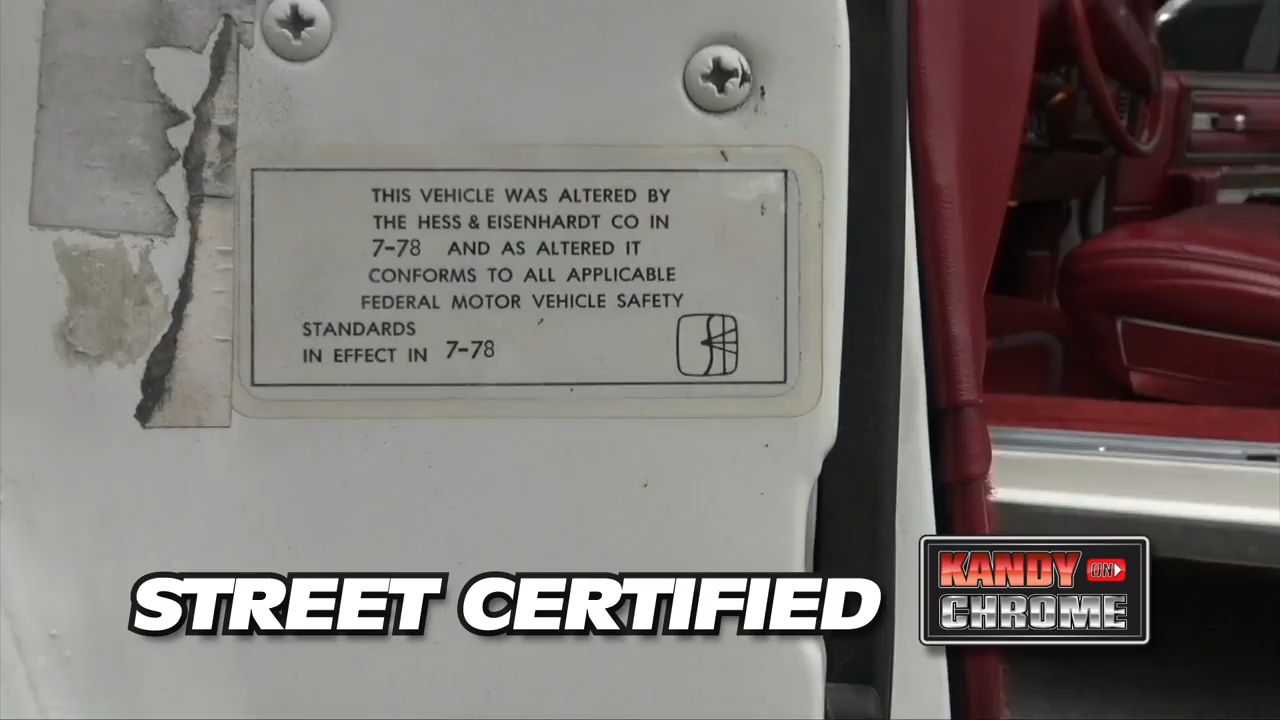 THIS VEHICLE WAS ALTERED BY
THE HESS & EISENHARDT CO IN
7-78 AND AS ALTERED IT
CONFORMS TO ALL APPLICABLE
FEDERAL MOTOR VEHICLE SAFETY
STANDARDS
IN EFFECT IN 7-78
STREET CERTIFIED
KANDY ON
CHROME